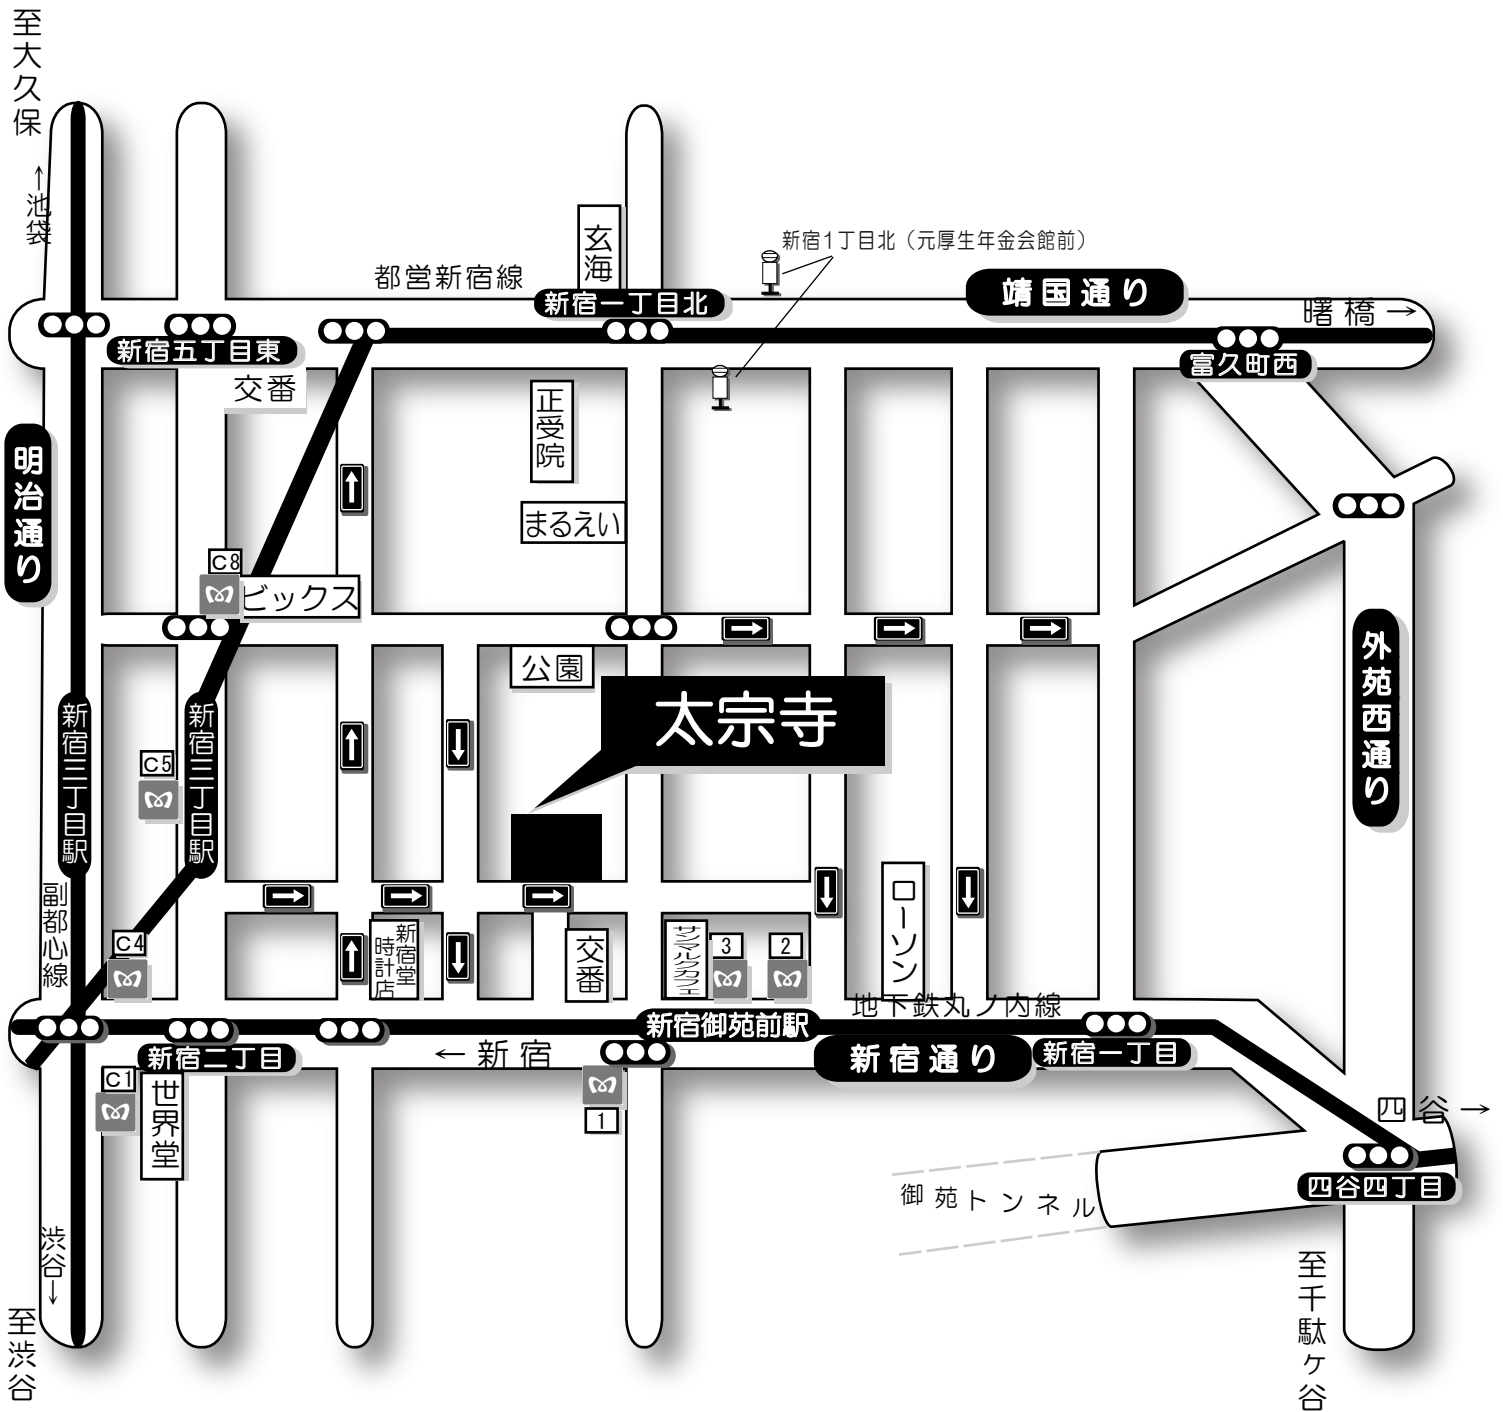 至大久保
↑池袋
玄海
新宿1丁目北（元厚生年金会館前）
都営新宿線
新宿一丁目北
靖国通り
曙橋→
新宿五丁目東
富久町西
交番
正受院
明治通り
まるえい
C8
ビックス
外苑西通り
公園
太宗寺
新宿三丁目駅
新宿三丁目駅
C5
副都心線
C4
新宿堂
時計店
交番
サンマルクカフェ
3
2
ローソン
地下鉄丸ノ内線
新宿御苑前駅
新宿二丁目
←新宿
新宿通り
新宿一丁目
C1
世界堂
1
四谷→
四谷四丁目
御苑トンネル
渋谷↓
至渋谷
至千駄ヶ谷